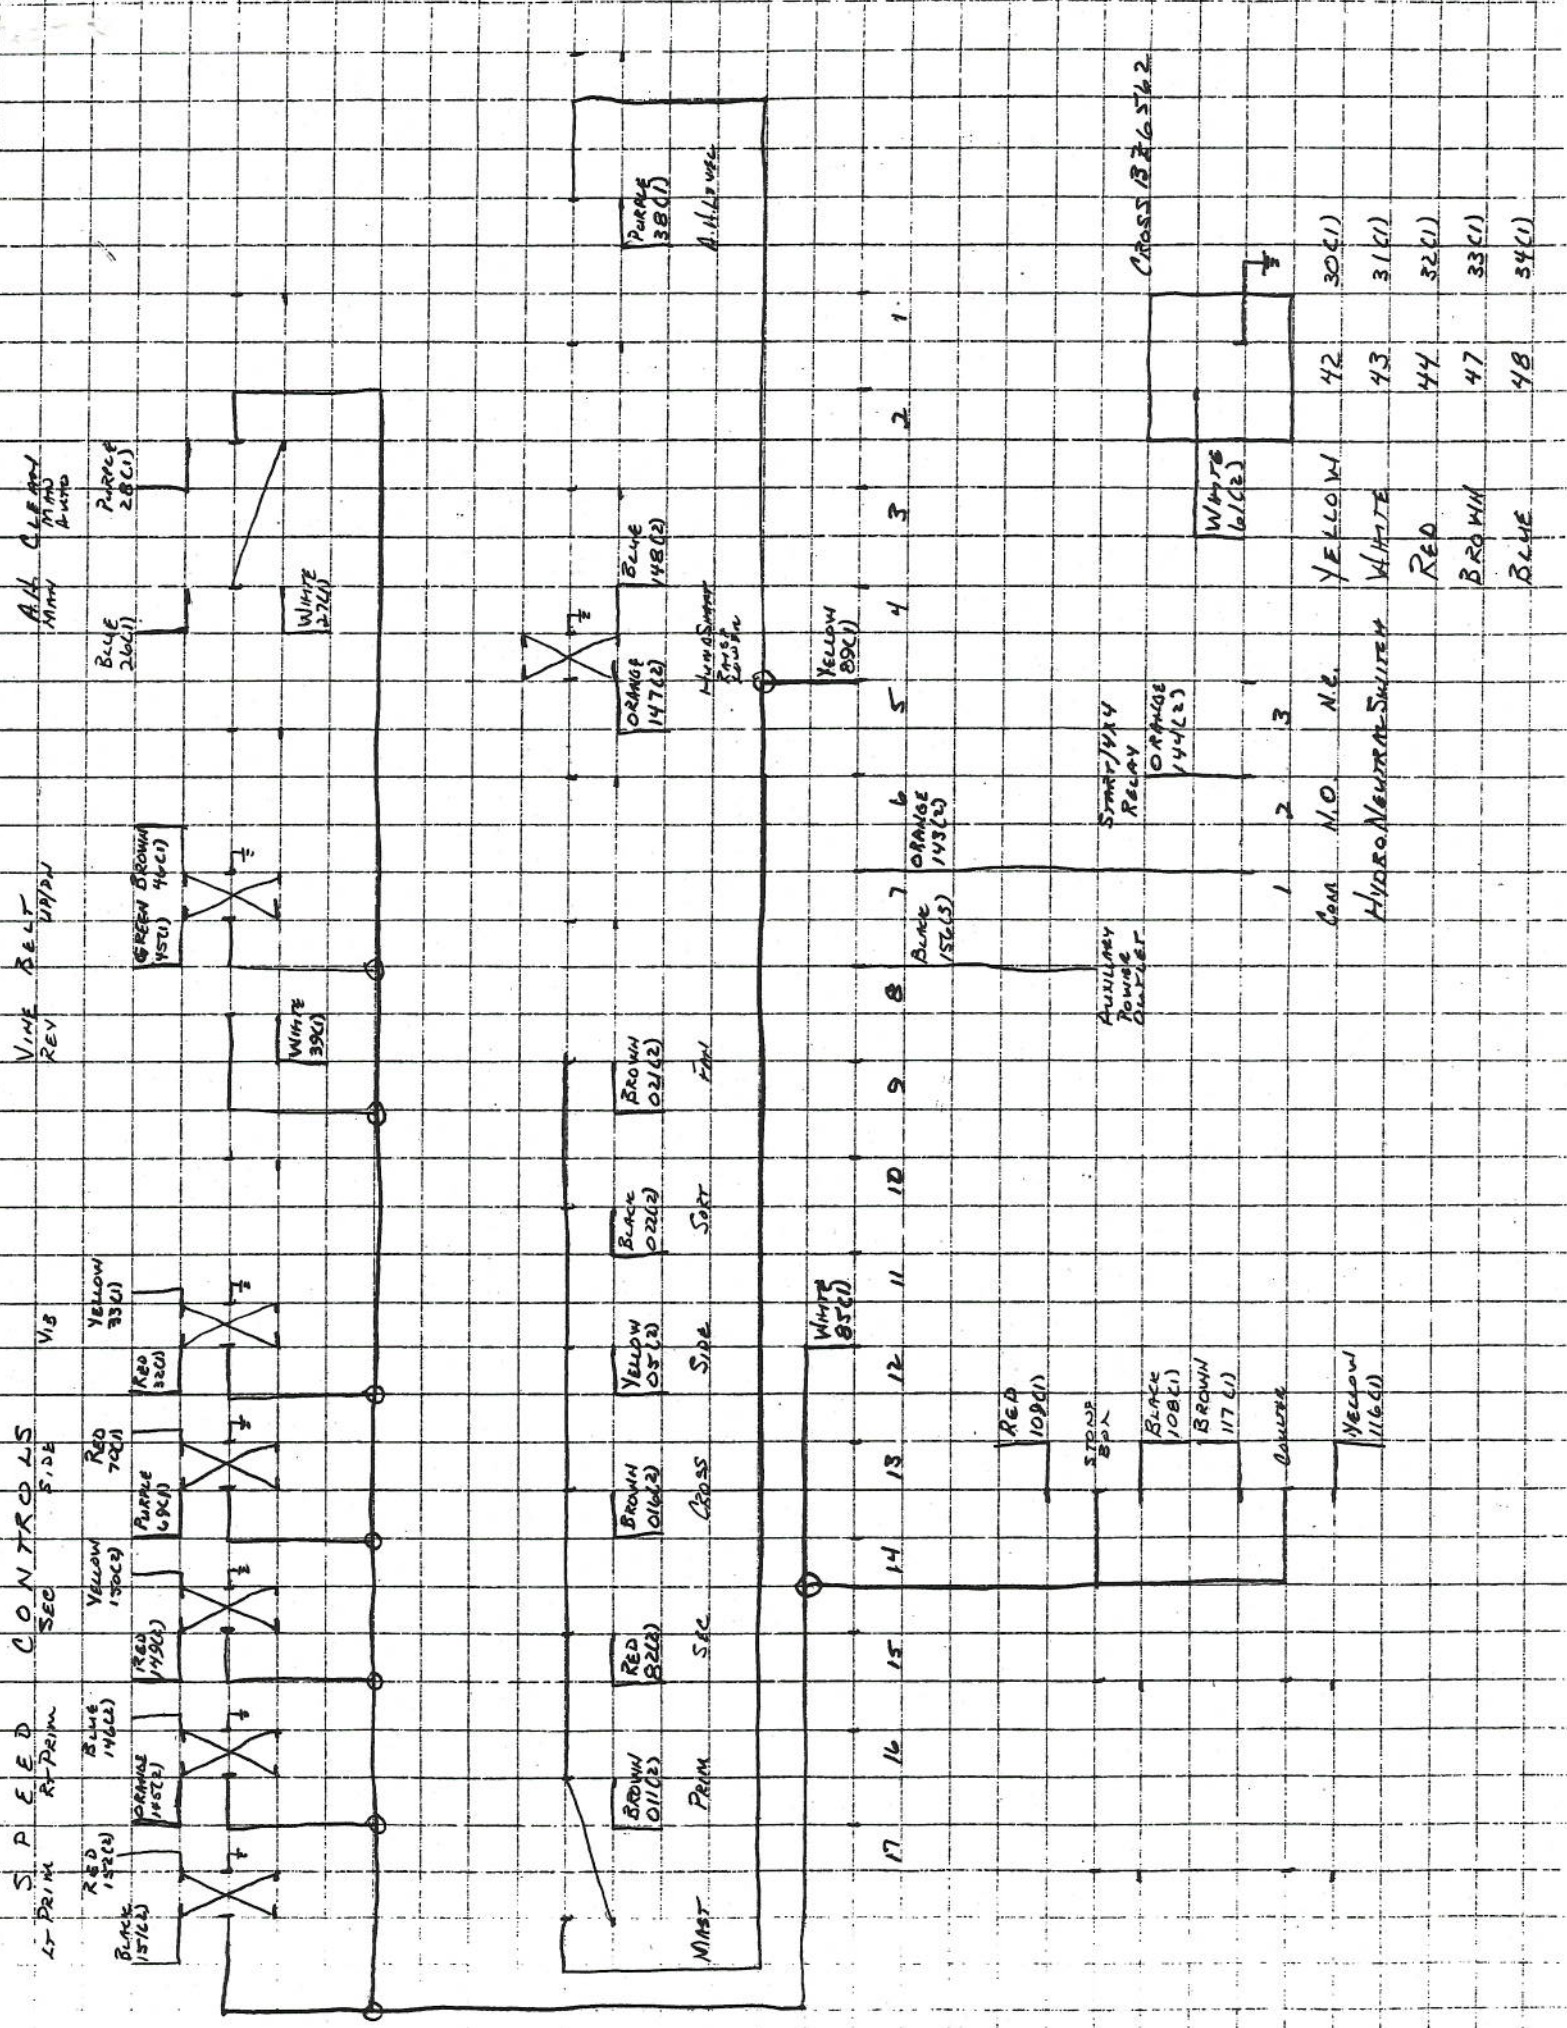 SPEED CONTROLS
LT PRIM
RT PRIM
SEC
SIDE
VIB
VINE BELT
REV
UP/DN
A.H. CLEAN
MAN
MAN
AUTO
BLACK
151(2)
RED
152(2)
ORANGE
145(2)
BLUE
146(2)
RED
149(2)
YELLOW
150(2)
PURPLE
69(1)
RED
70(1)
RED
32(1)
YELLOW
33(1)
WHITE
39(1)
GREEN
45(1)
BROWN
46(1)
BLUE
26(1)
WHITE
27(1)
PURPLE
28(1)
MAST
BROWN
011(2)
PRIM
RED
82(2)
SEC
BROWN
016(2)
CROSS
YELLOW
05(2)
SIDE
BLACK
022(2)
SORT
BROWN
021(2)
FAN
ORANGE
147(2)
BLUE
148(2)
RAISE
LOWER
PURPLE
38(1)
A.H. LEVEL
WHITE
85(1)
YELLOW
89(1)
17 16 15 14 13 12 11 10 9 8 7 6 5 4 3 2 1
BLACK
156(3)
ORANGE
143(2)
RED
109(1)
STONE
BOX
BLACK
108(1)
BROWN
117(1)
COULTER
YELLOW
116(1)
AUXILIARY
POWER
OUTLET
START/4X4
RELAY
ORANGE
144(2)
1 2 3
COM N.O. N.C.
HYDRO NEUTRAL SWITCH
CROSS 13Z6562
WHITE
61(2)
YELLOW 42 30(1)
WHITE 43 31(1)
RED 44 32(1)
BROWN 47 33(1)
BLUE 48 34(1)